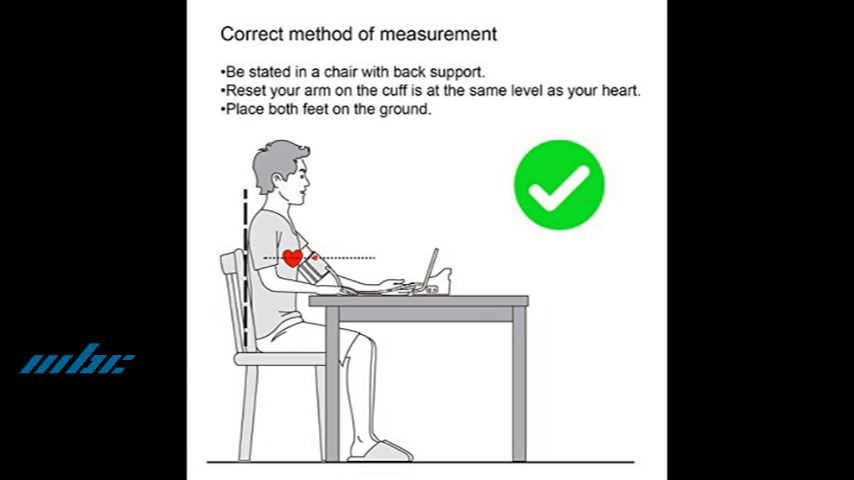 Correct method of measurement
•Be stated in a chair with back support.
•Reset your arm on the cuff is at the same level as your heart.
•Place both feet on the ground.
mbc